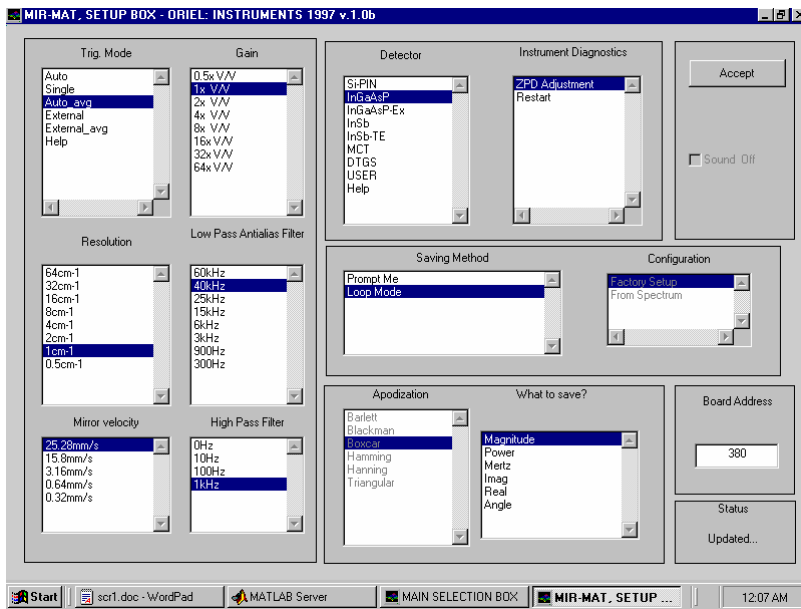 MIR-MAT, SETUP BOX - ORIEL: INSTRUMENTS 1997 v.1.0b
Trig. Mode
Auto
Single
Auto_avg
External
External_avg
Help
Gain
0.5x V/V
1x V/V
2x V/V
4x V/V
8x V/V
16x V/V
32x V/V
64x V/V
Resolution
64cm-1
32cm-1
16cm-1
8cm-1
4cm-1
2cm-1
1cm-1
0.5cm-1
Low Pass Antialias Filter
60kHz
40kHz
25kHz
15kHz
6kHz
3kHz
900Hz
300Hz
Mirror velocity
25.28mm/s
15.8mm/s
3.16mm/s
0.64mm/s
0.32mm/s
High Pass Filter
0Hz
10Hz
100Hz
1kHz
Detector
Si-PIN
InGaAsP
InGaAsP-Ex
InSb
InSb-TE
MCT
DTGS
USER
Help
Instrument Diagnostics
ZPD Adjustment
Restart
Accept
Sound Off
Saving Method
Prompt Me
Loop Mode
Configuration
Factory Setup
From Spectrum
Apodization
Barlett
Blackman
Boxcar
Hamming
Hanning
Triangular
What to save?
Magnitude
Power
Mertz
Imag
Real
Angle
Board Address
380
Status
Updated...
Start
scr1.doc - WordPad
MATLAB Server
MAIN SELECTION BOX
MIR-MAT, SETUP ...
12:07 AM